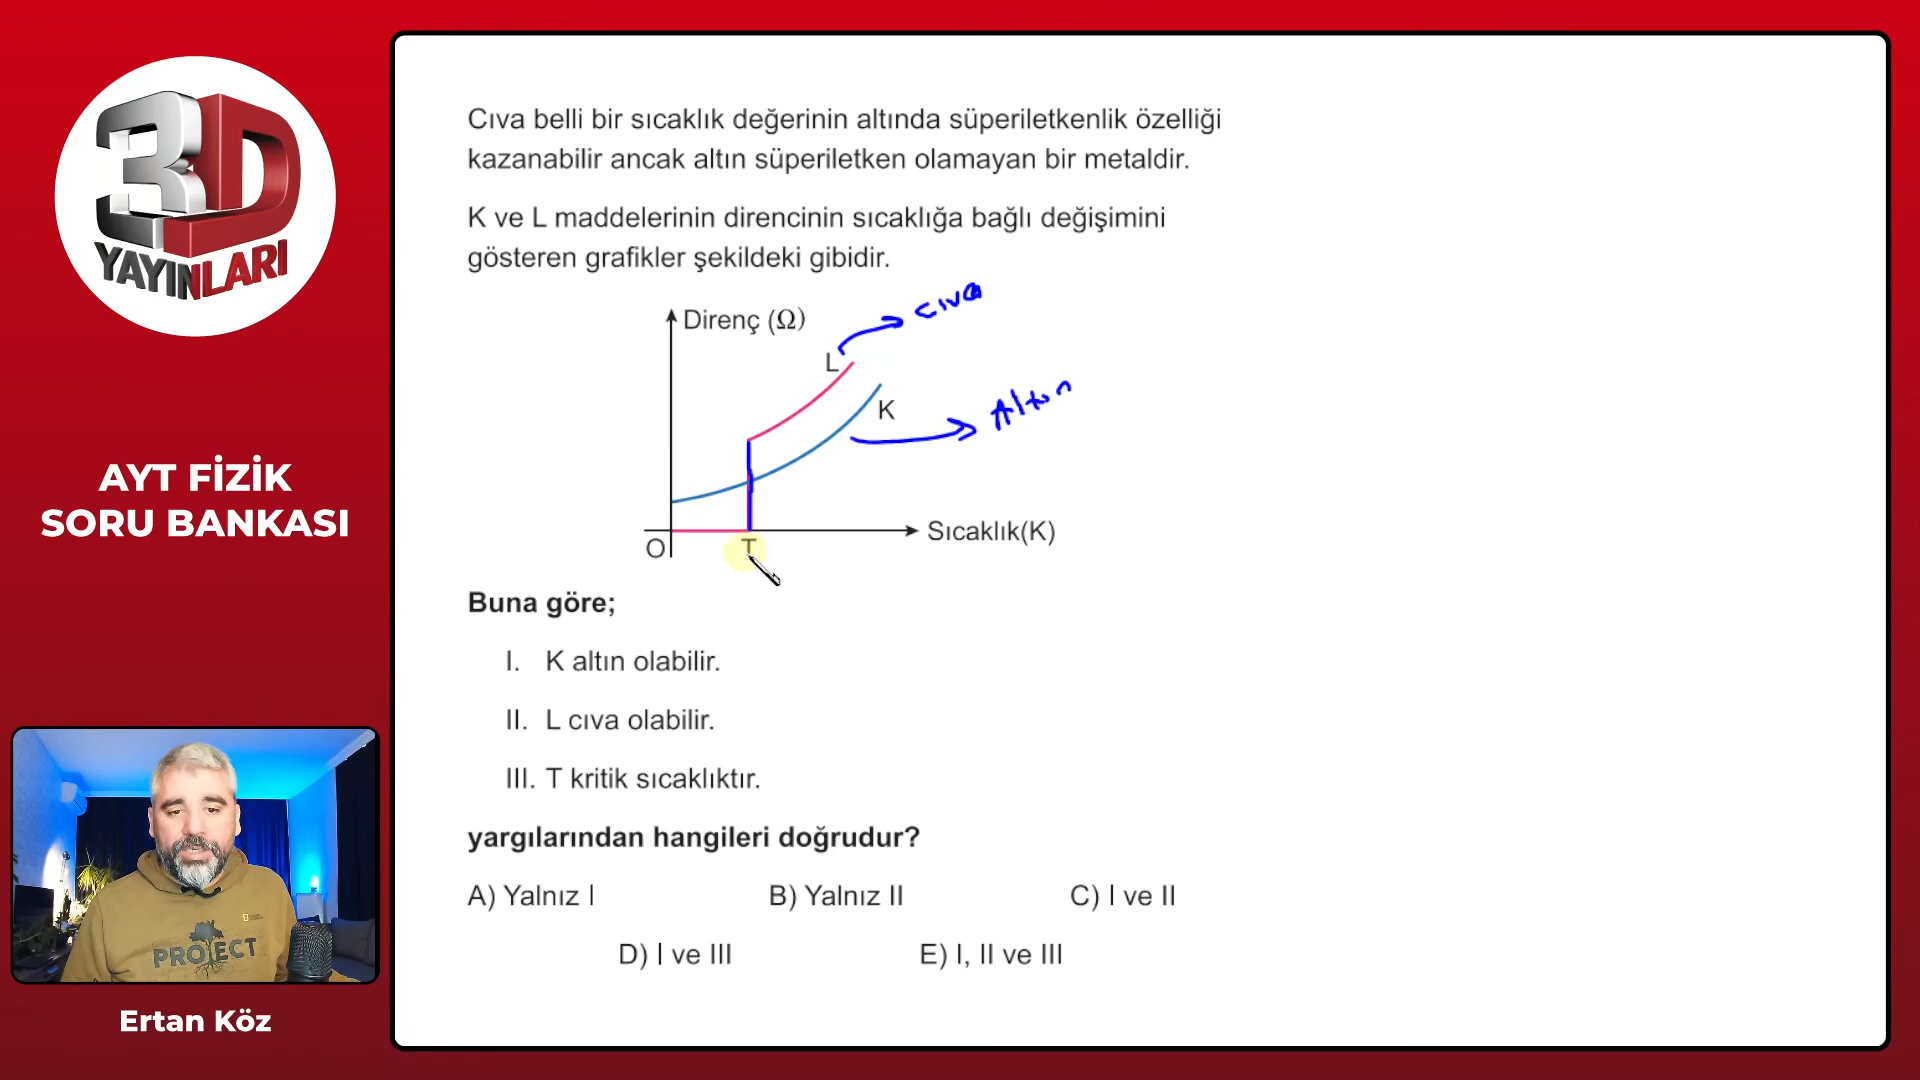 3D
YAYINLARI
AYT FİZİK
SORU BANKASI
PROJECT
Ertan Köz
Cıva belli bir sıcaklık değerinin altında süperiletkenlik özelliği
kazanabilir ancak altın süperiletken olamayan bir metaldir.
K ve L maddelerinin direncinin sıcaklığa bağlı değişimini
gösteren grafikler şekildeki gibidir.
Direnç (Ω)
L
cıva
K
Altın
Sıcaklık(K)
O
T
Buna göre;
I. K altın olabilir.
II. L cıva olabilir.
III. T kritik sıcaklıktır.
yargılarından hangileri doğrudur?
A) Yalnız I
B) Yalnız II
C) I ve II
D) I ve III
E) I, II ve III